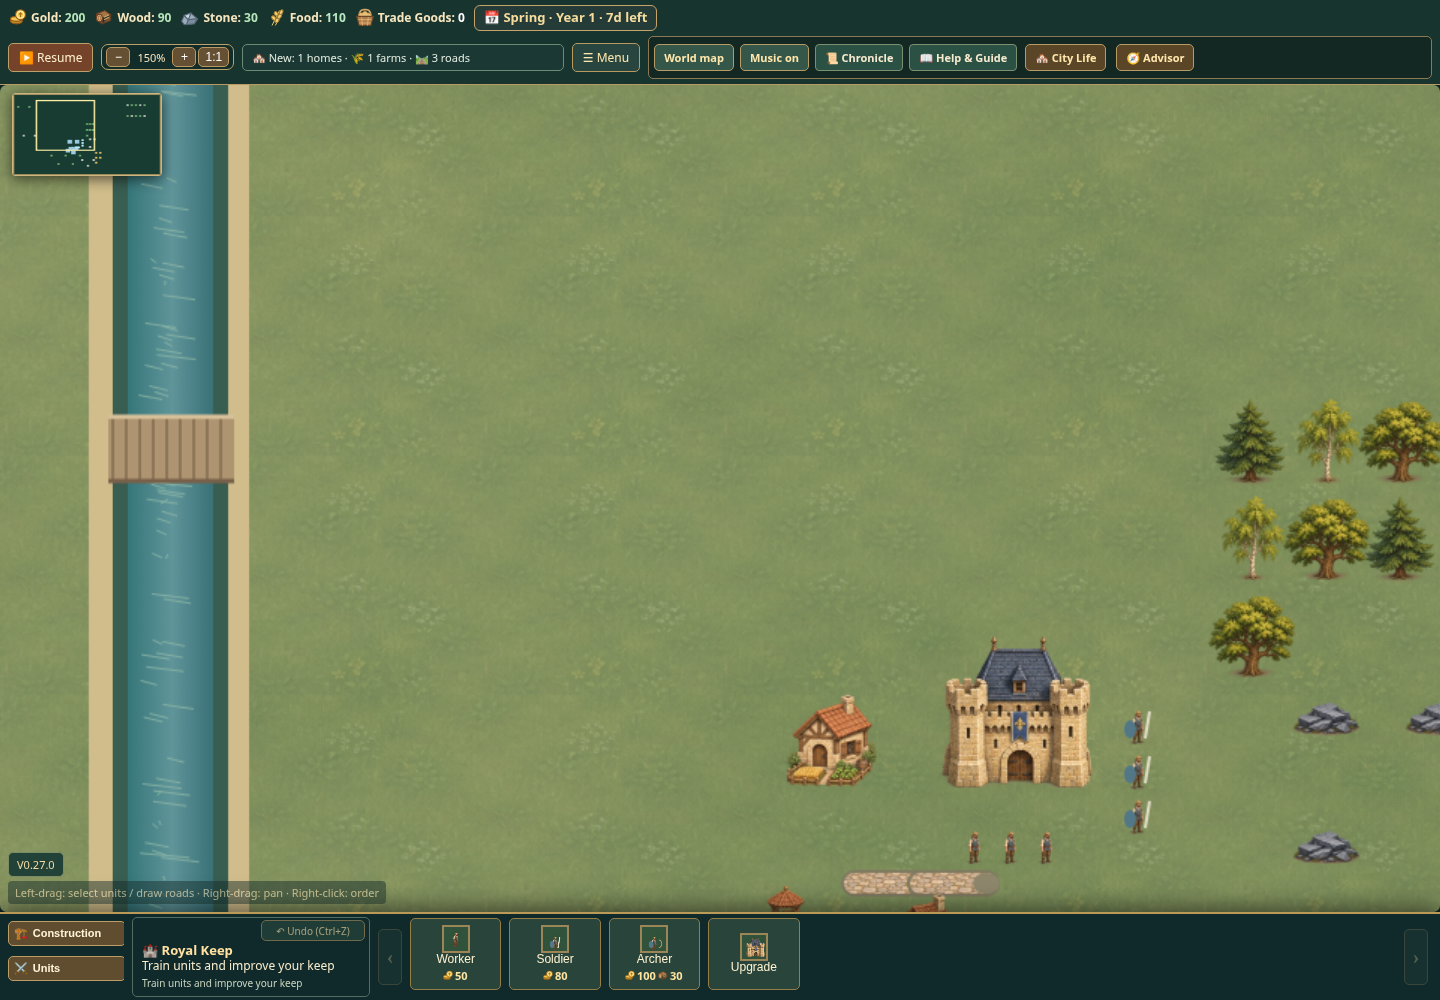 Gold: 200 Wood: 90 Stone: 30 Food: 110 Trade Goods: 0 Spring · Year 1 · 7d left
Resume − 150% + 1:1 New: 1 homes · 1 farms · 3 roads ☰ Menu World map Music on Chronicle Help & Guide City Life Advisor
V0.27.0
Left-drag: select units / draw roads · Right-drag: pan · Right-click: order
Construction
Units
↶ Undo (Ctrl+Z)
Royal Keep
Train units and improve your keep
Train units and improve your keep
‹
Worker
50
Soldier
80
Archer
100 30
Upgrade
›